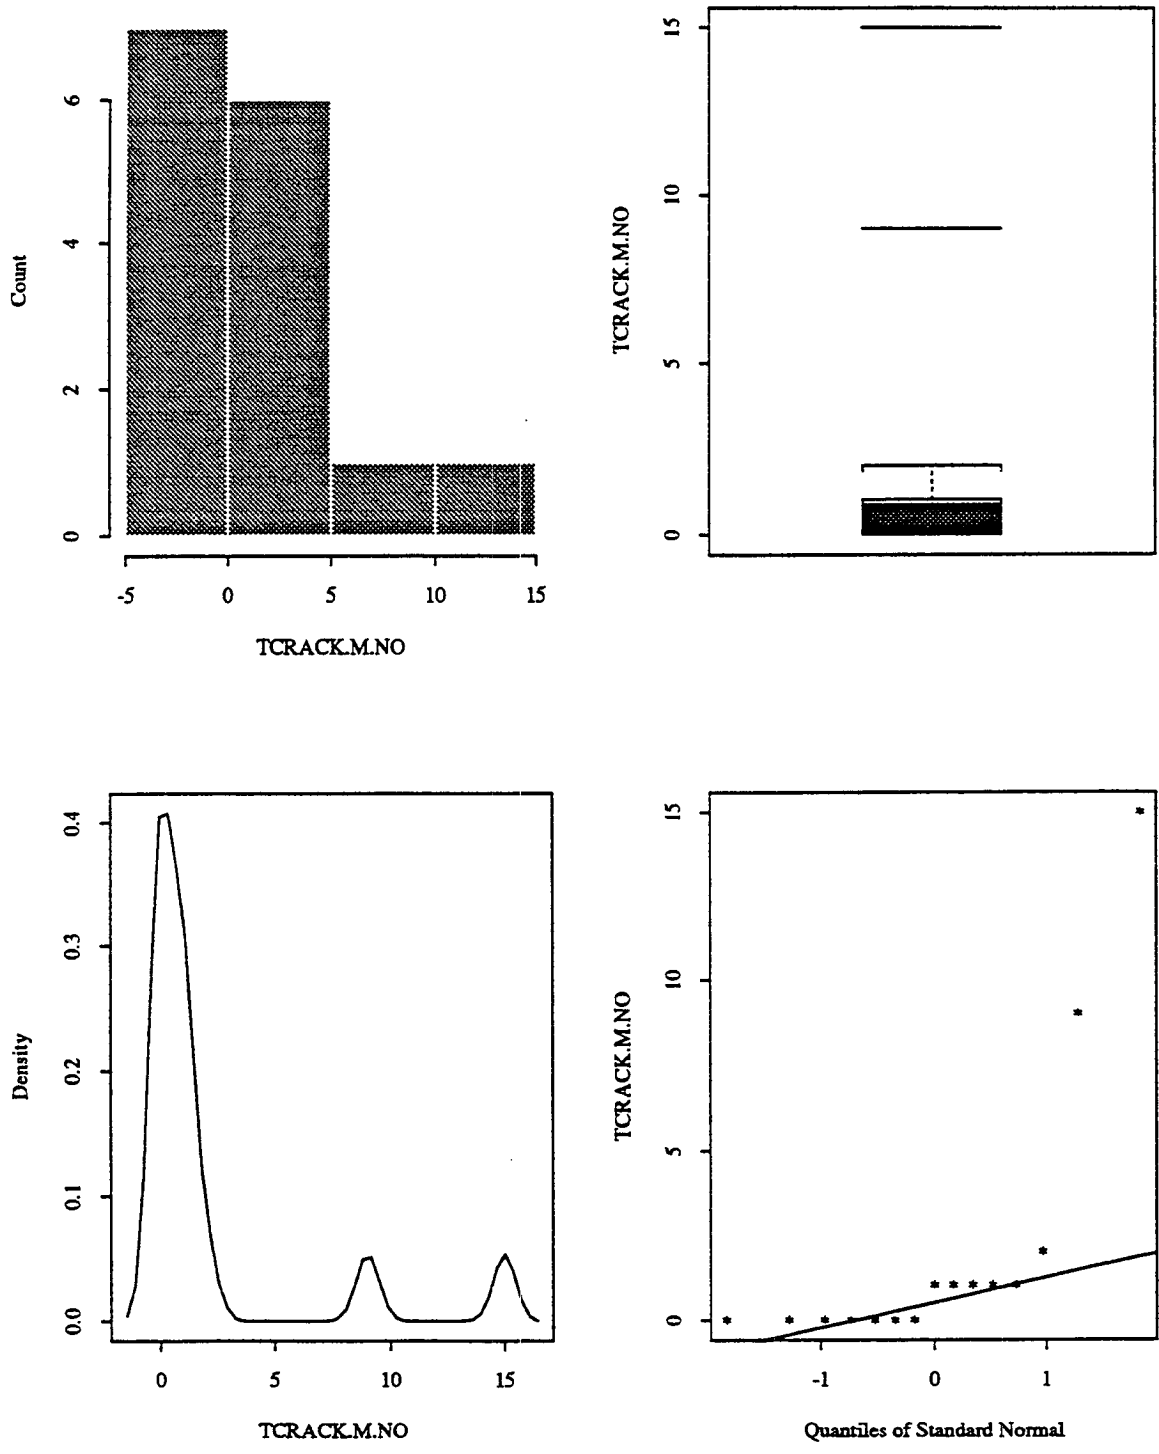 Count
6
4
2
0
-5 0 5 10 15
TCRACK.M.NO
TCRACK.M.NO
15
10
5
0
Density
0.4
0.3
0.2
0.1
0.0
0 5 10 15
TCRACK.M.NO
TCRACK.M.NO
15
10
5
0
-1 0 1
Quantiles of Standard Normal